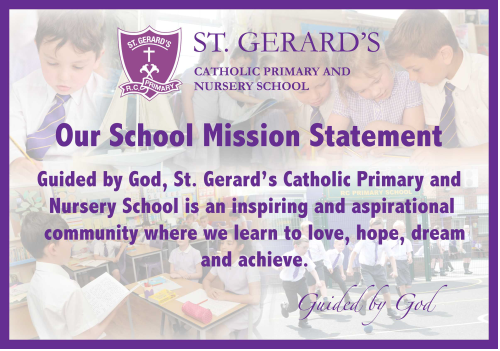 ST. GERARD'S
R.C. PRIMARY
ST. GERARD'S
CATHOLIC PRIMARY AND
NURSERY SCHOOL
Our School Mission Statement
Guided by God, St. Gerard's Catholic Primary and
Nursery School is an inspiring and aspirational
community where we learn to love, hope, dream
and achieve.
Guided by God